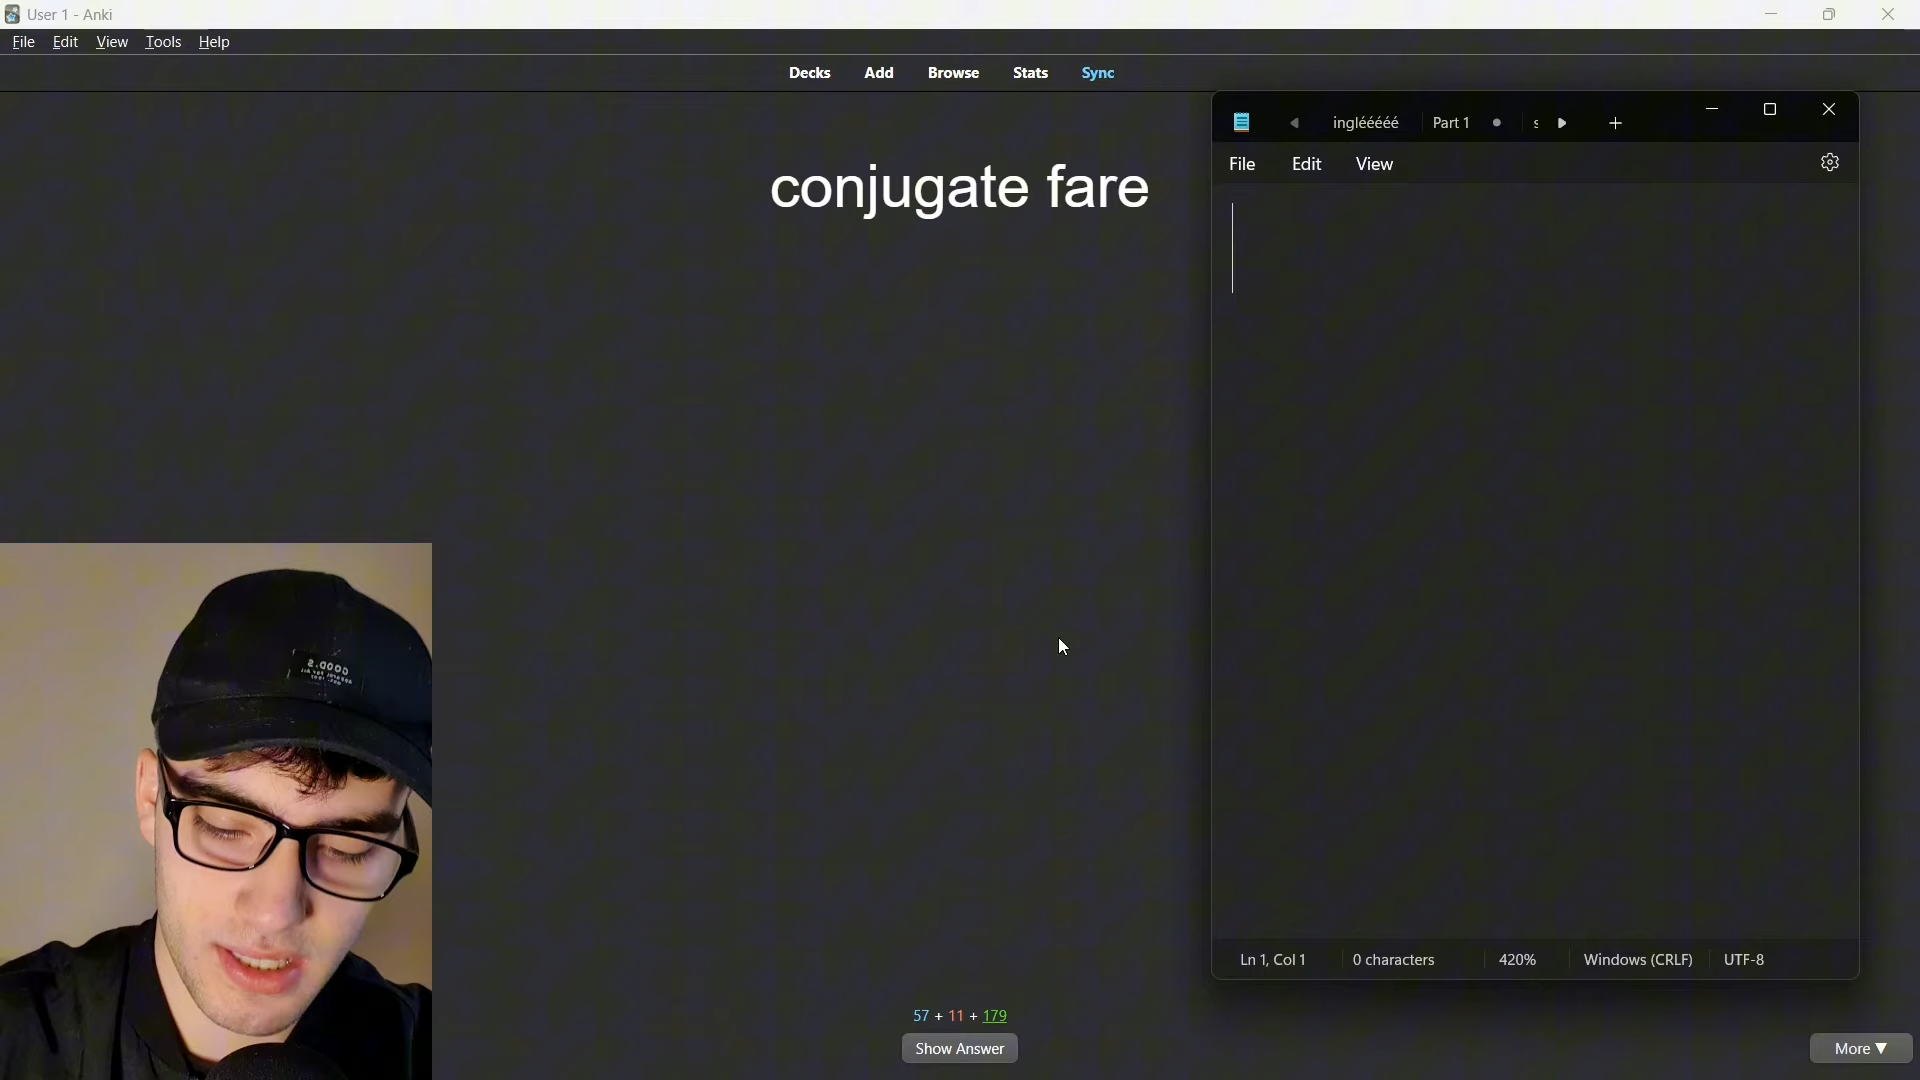 User 1 - Anki
File Edit View Tools Help
Decks Add Browse Stats Sync
ingléééééé Part 1 s
File Edit View
conjugate fare
Ln 1, Col 1 0 characters 420% Windows (CRLF) UTF-8
57 + 11 + 179
Show Answer
More